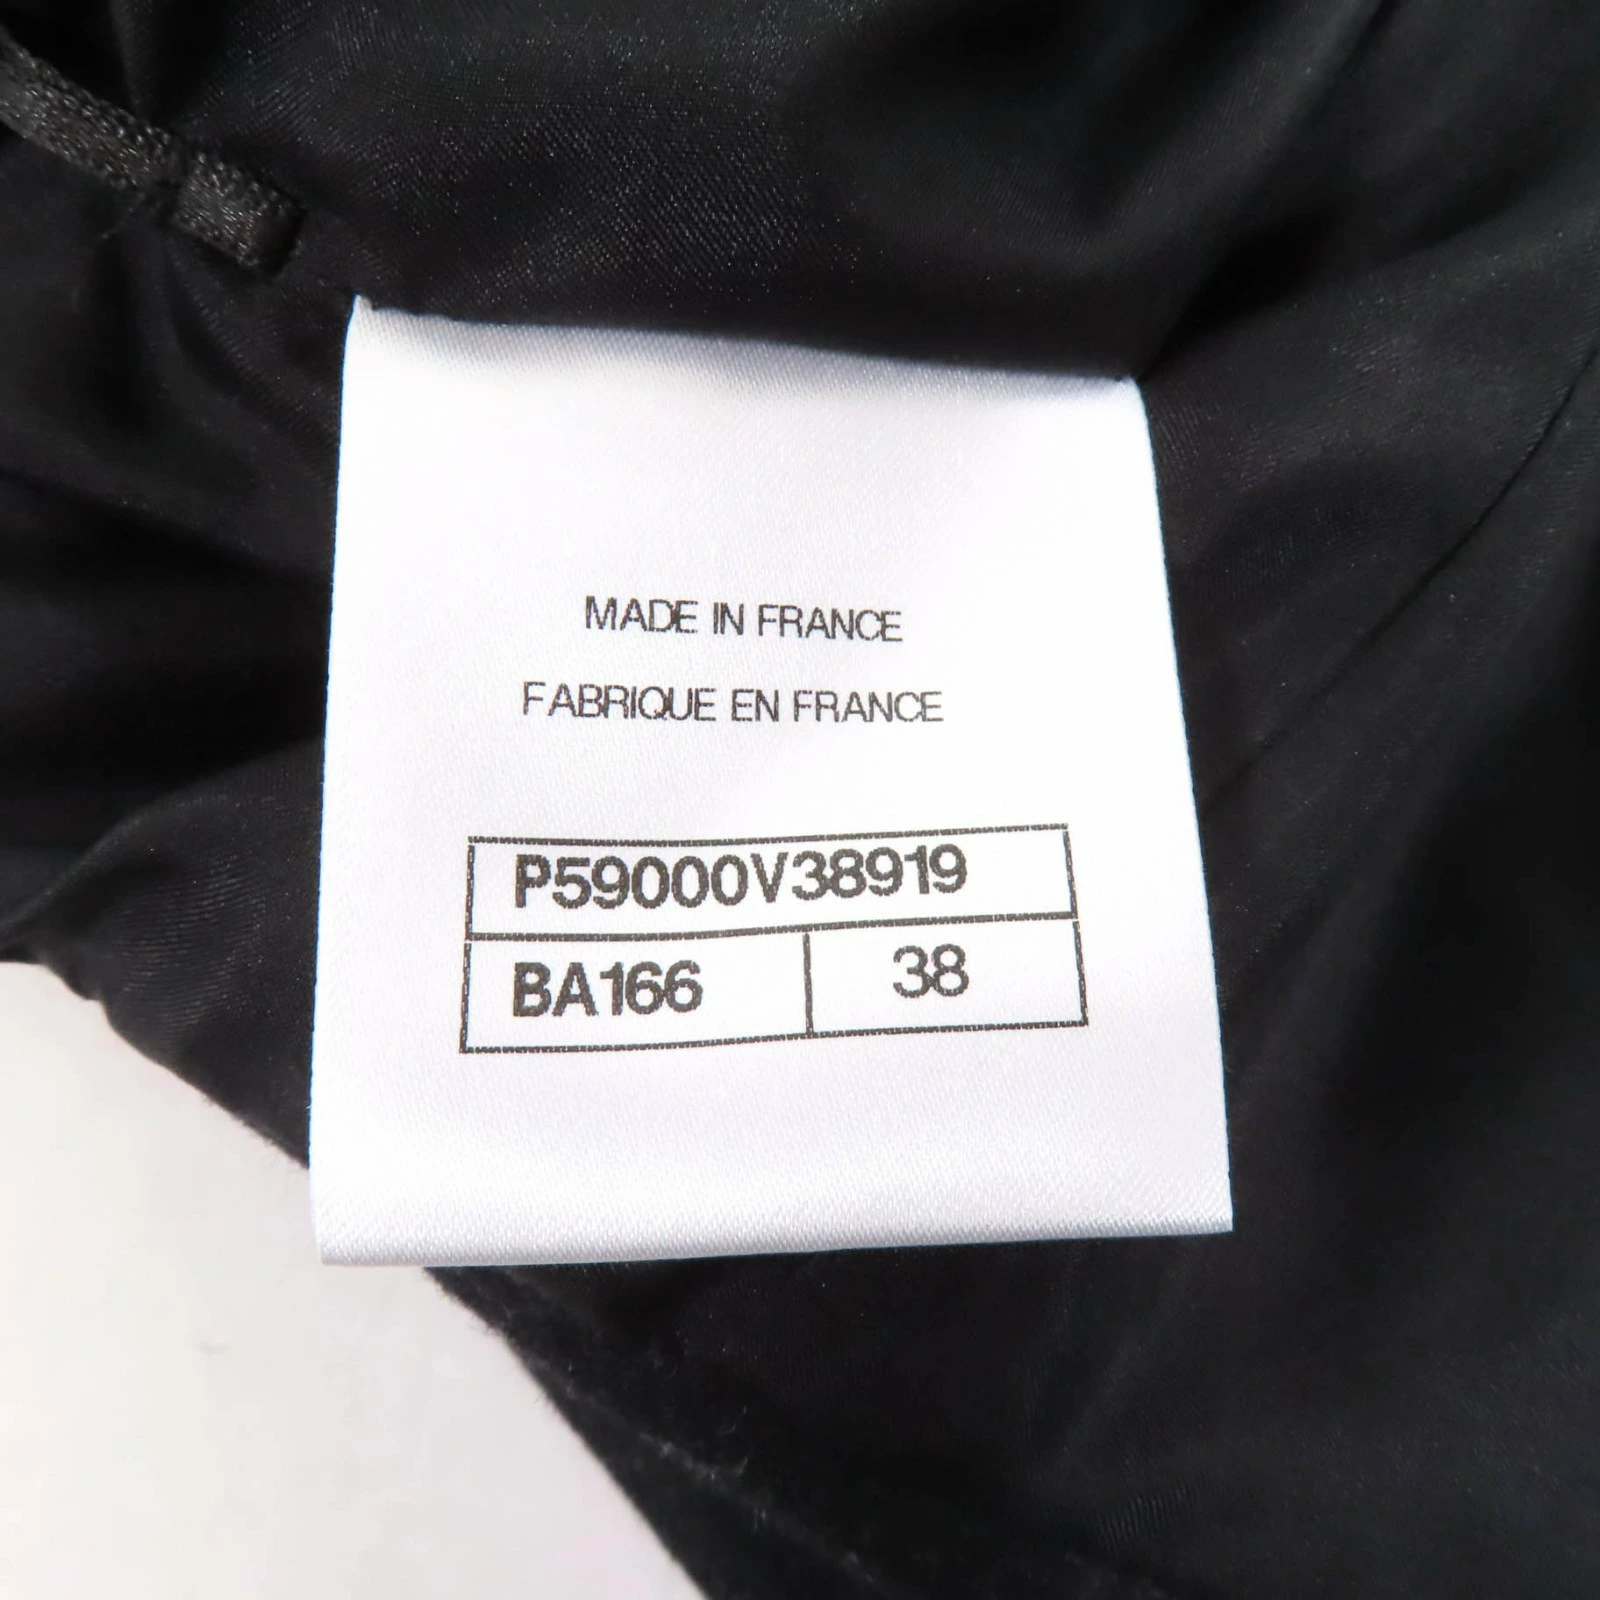 MADE IN FRANCE
FABRIQUE EN FRANCE
P59000V38919
BA166 38